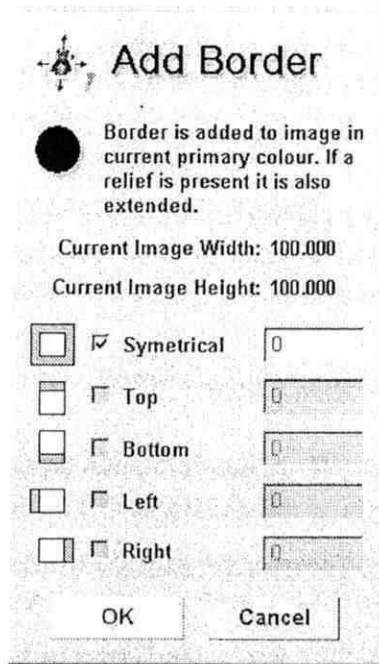 Add Border
Border is added to image in
current primary colour. If a
relief is present it is also
extended.
Current Image Width: 100.000
Current Image Height: 100.000
Symetrical 0
Top 0
Bottom 0
Left 0
Right 0
OK Cancel